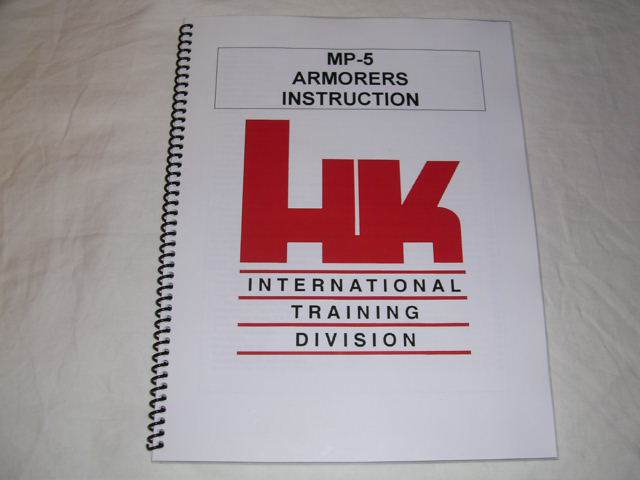 MP-5
ARMORERS
INSTRUCTION
HK
INTERNATIONAL
TRAINING
DIVISION